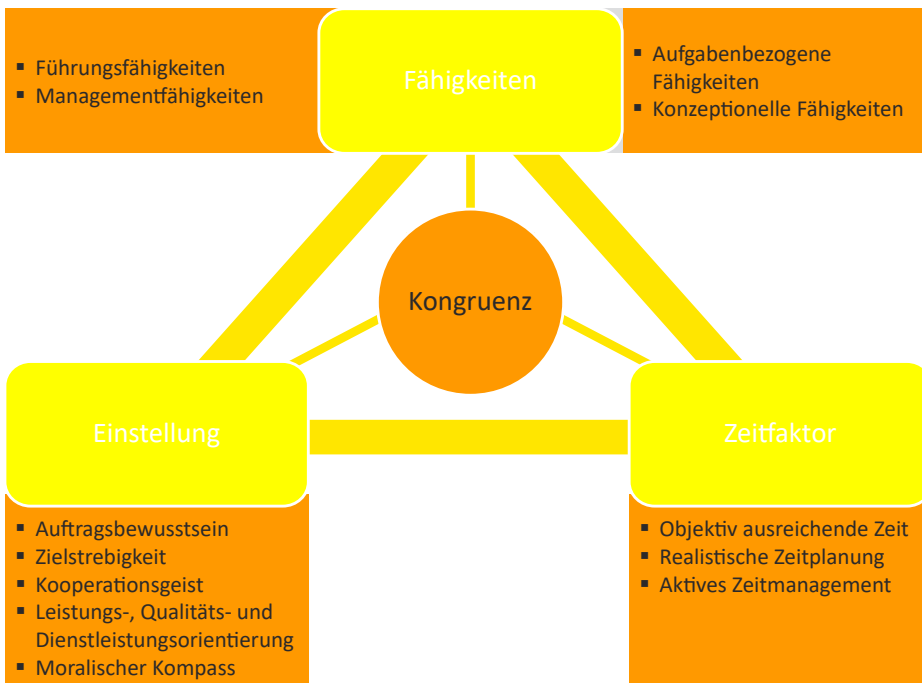 ▪ Führungsfähigkeiten
▪ Managementfähigkeiten
Fähigkeiten
▪ Aufgabenbezogene
Fähigkeiten
▪ Konzeptionelle Fähigkeiten
Kongruenz
Einstellung
▪ Auftragsbewusstsein
▪ Zielstrebigkeit
▪ Kooperationsgeist
▪ Leistungs-, Qualitäts- und
Dienstleistungsorientierung
▪ Moralischer Kompass
Zeitfaktor
▪ Objektiv ausreichende Zeit
▪ Realistische Zeitplanung
▪ Aktives Zeitmanagement